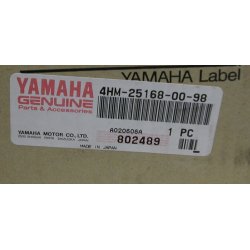 YAMAHA Label
YAMAHA
GENUINE
Parts & Accessories
4HM-25168-00-98
YAMAHA MOTOR CO., LTD.
A020606A
1 PC
802489
MADE IN JAPAN